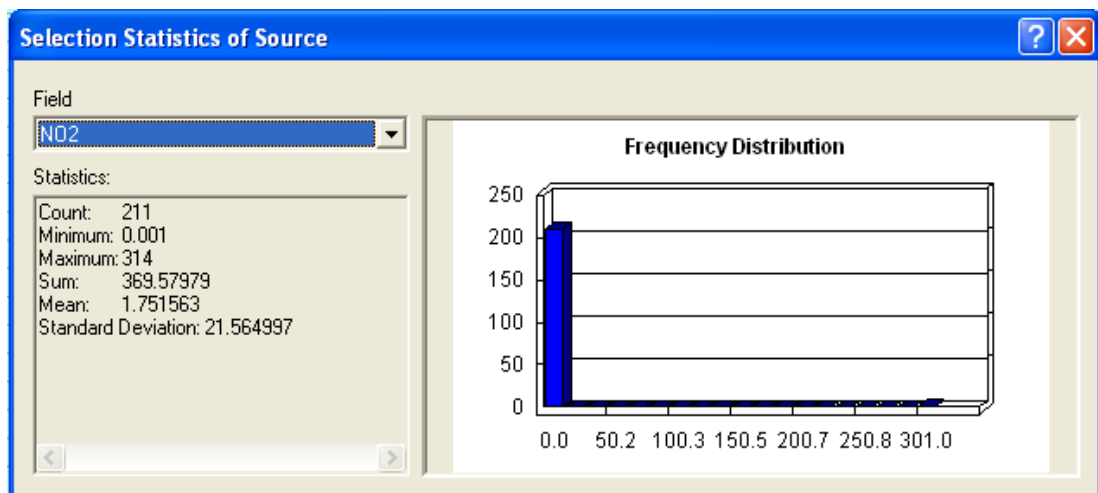 Selection Statistics of Source
Field
NO2
Statistics:
Count: 211
Minimum: 0.001
Maximum: 314
Sum: 369.57979
Mean: 1.751563
Standard Deviation: 21.564997
Frequency Distribution
250
200
150
100
50
0
0.0 50.2 100.3 150.5 200.7 250.8 301.0